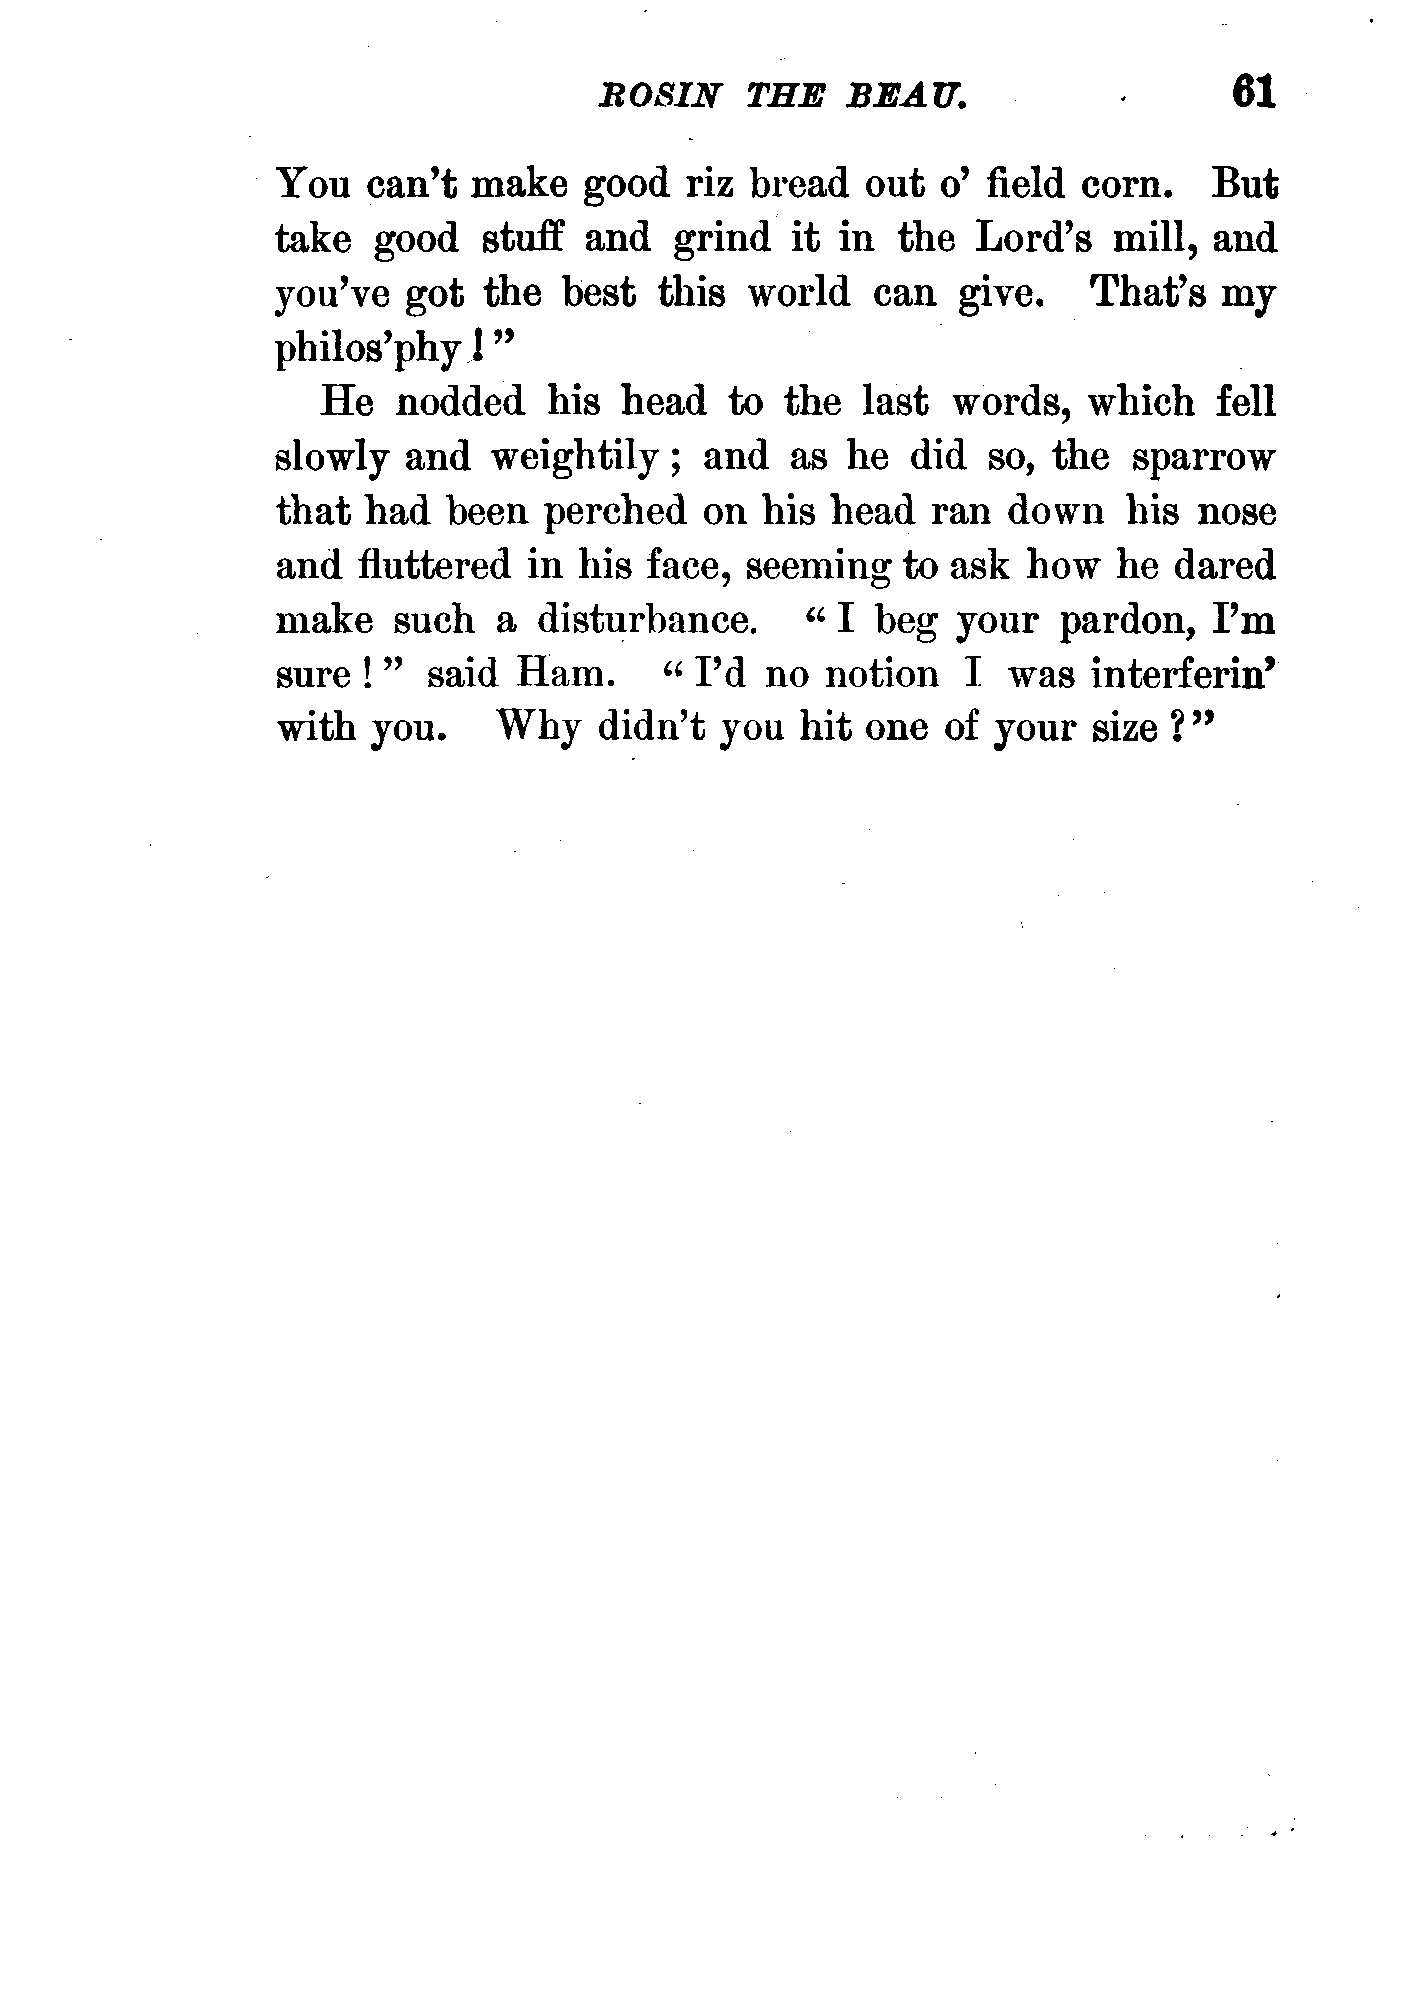 ROSIN THE BEAU. 61
You can't make good riz bread out o' field corn. But
take good stuff and grind it in the Lord's mill, and
you've got the best this world can give. That's my
philos'phy!"
He nodded his head to the last words, which fell
slowly and weightily; and as he did so, the sparrow
that had been perched on his head ran down his nose
and fluttered in his face, seeming to ask how he dared
make such a disturbance. "I beg your pardon, I'm
sure!" said Ham. "I'd no notion I was interferin'
with you. Why didn't you hit one of your size?"